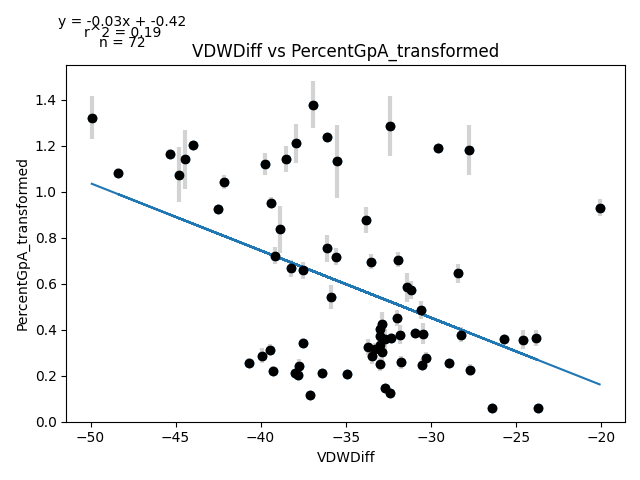 y = -0.03x + -0.42
r^2 = 0.19
n = 72
VDWDiff vs PercentGpA_transformed
PercentGpA_transformed
1.4
1.2
1.0
0.8
0.6
0.4
0.2
0.0
−50
−45
−40
−35
−30
−25
−20
VDWDiff